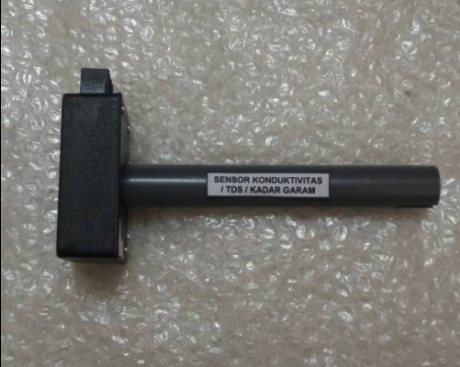 SENSOR KONDUKTIVITAS
/ TDS / KADAR GARAM